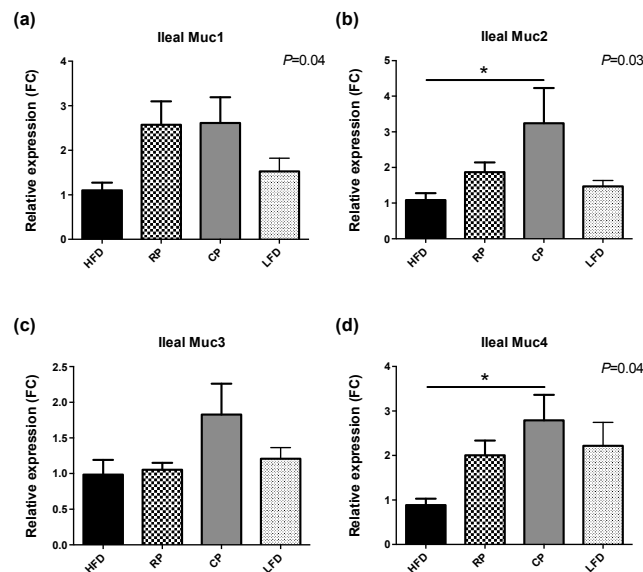 (a)
Ileal Muc1
P=0.04
Relative expression (FC)
4
3
2
1
0
HFD
RP
CP
LFD
(b)
Ileal Muc2
P=0.03
*
Relative expression (FC)
5
4
3
2
1
0
HFD
RP
CP
LFD
(c)
Ileal Muc3
Relative expression (FC)
2.5
2.0
1.5
1.0
0.5
0.0
HFD
RP
CP
LFD
(d)
Ileal Muc4
P=0.04
*
Relative expression (FC)
4
3
2
1
0
HFD
RP
CP
LFD